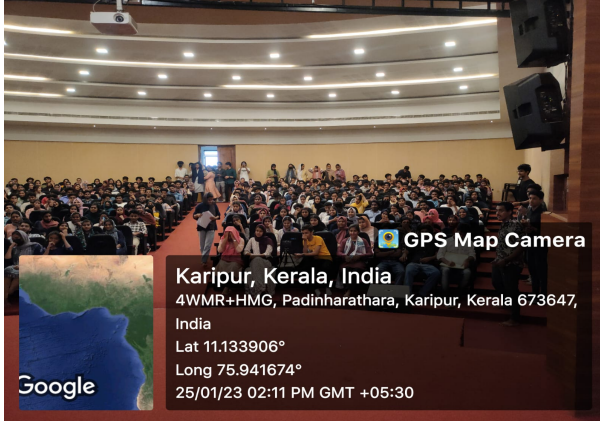 GPS Map Camera
Karipur, Kerala, India
4WMR+HMG, Padinharathara, Karipur, Kerala 673647,
India
Lat 11.133906°
Long 75.941674°
25/01/23 02:11 PM GMT +05:30
Google